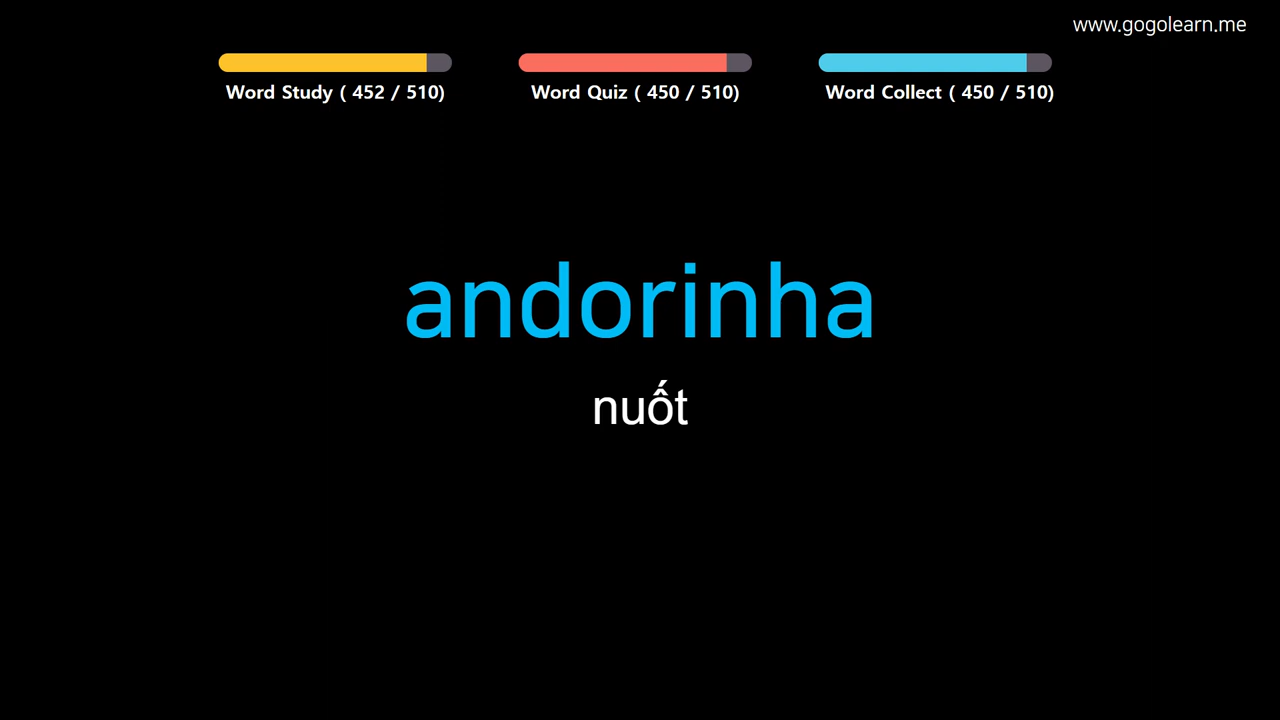 www.gogolearn.me
Word Study ( 452 / 510)
Word Quiz ( 450 / 510)
Word Collect ( 450 / 510)
andorinha
nuốt